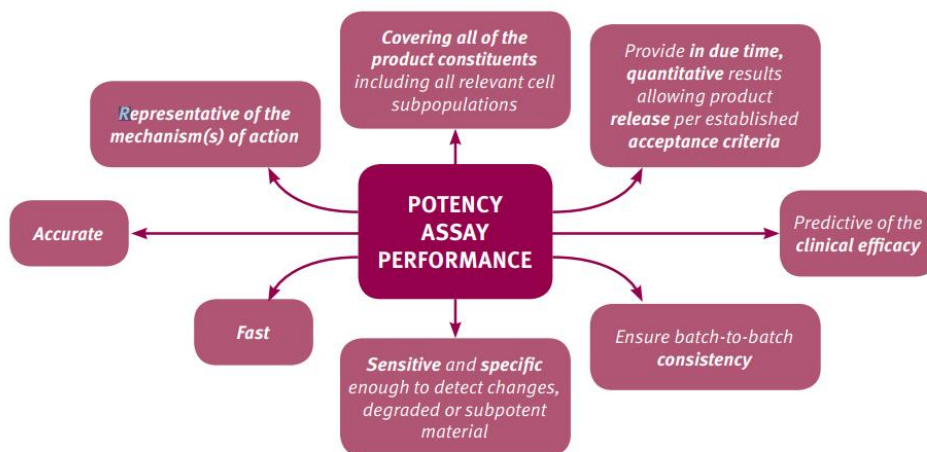 Covering all of the
product constituents
including all relevant cell
subpopulations
Provide in due time,
quantitative results
allowing product
release per established
acceptance criteria
Representative of the
mechanism(s) of action
POTENCY
ASSAY
PERFORMANCE
Accurate
Predictive of the
clinical efficacy
Fast
Ensure batch-to-batch
consistency
Sensitive and specific
enough to detect changes,
degraded or subpotent
material